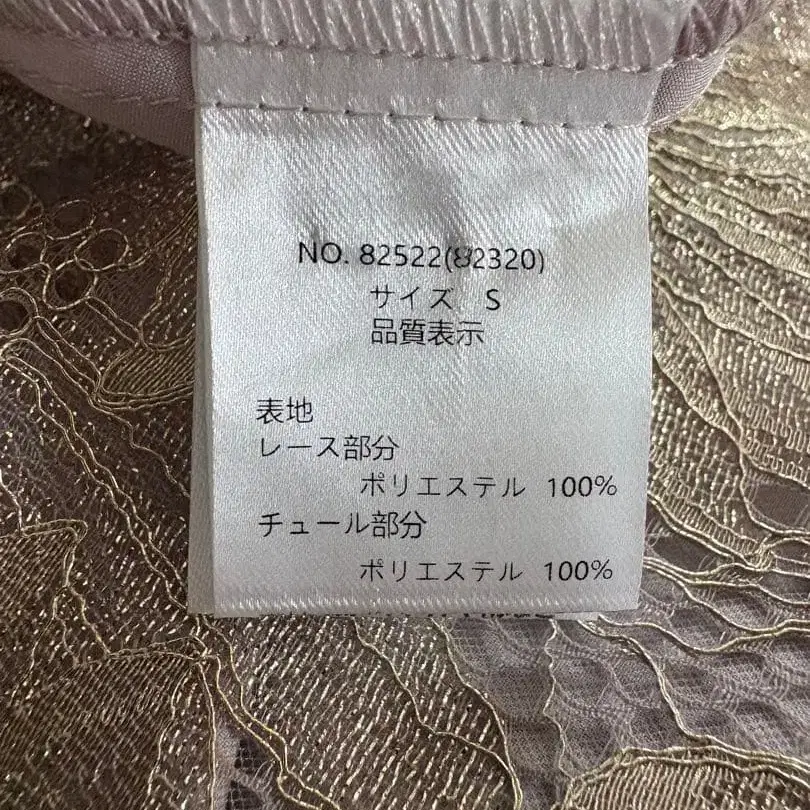 NO. 82522(82320)
サイズ S
品質表示
表地
レース部分
ポリエステル 100%
チュール部分
ポリエステル 100%